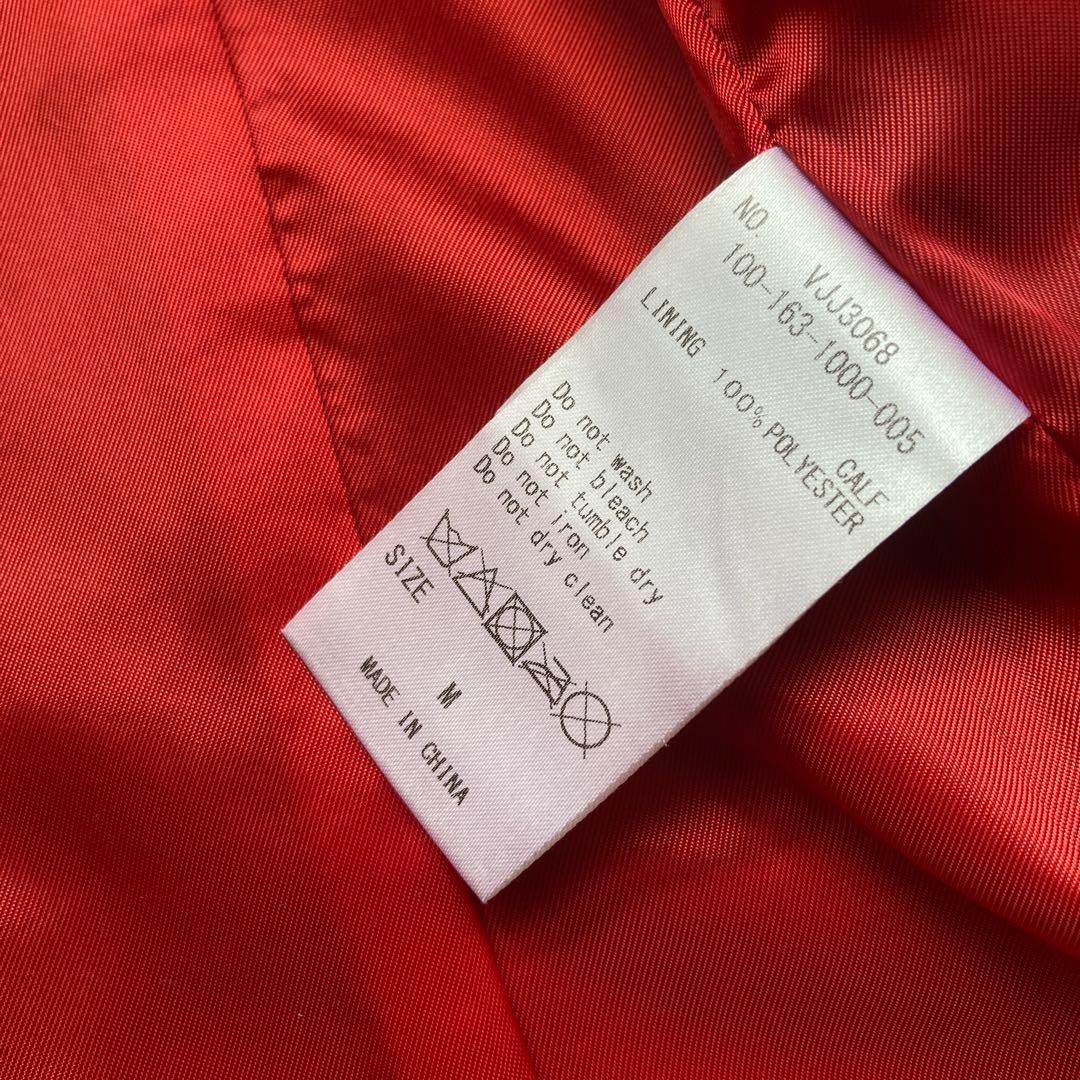 NO. VJJ3068
100-163-1000-005
CALF
LINING 100%POLYESTER
Do not wash
Do not bleach
Do not tumble dry
Do not iron
Do not dry clean
SIZE M
MADE IN CHINA